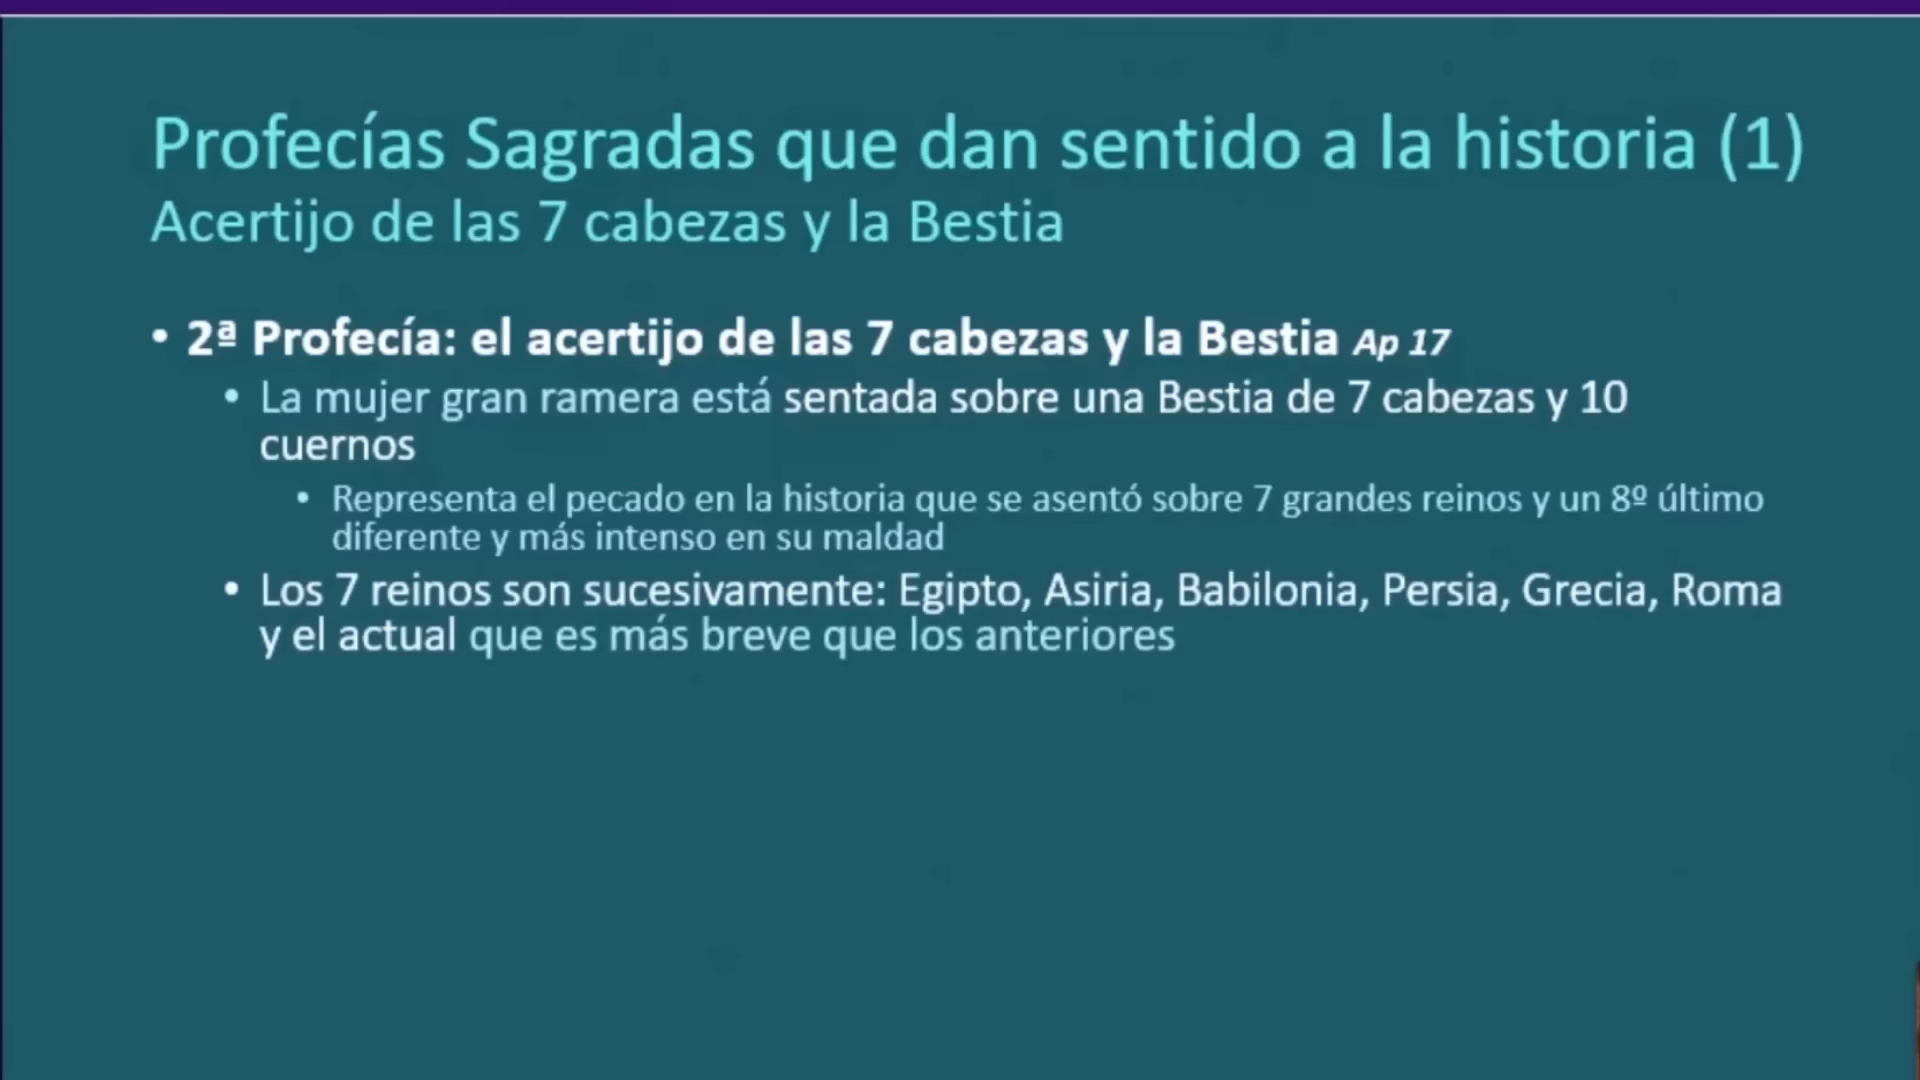 Profecías Sagradas que dan sentido a la historia (1)
Acertijo de las 7 cabezas y la Bestia
• 2ª Profecía: el acertijo de las 7 cabezas y la Bestia Ap 17
• La mujer gran ramera está sentada sobre una Bestia de 7 cabezas y 10
cuernos
• Representa el pecado en la historia que se asentó sobre 7 grandes reinos y un 8º último
diferente y más intenso en su maldad
• Los 7 reinos son sucesivamente: Egipto, Asiria, Babilonia, Persia, Grecia, Roma
y el actual que es más breve que los anteriores